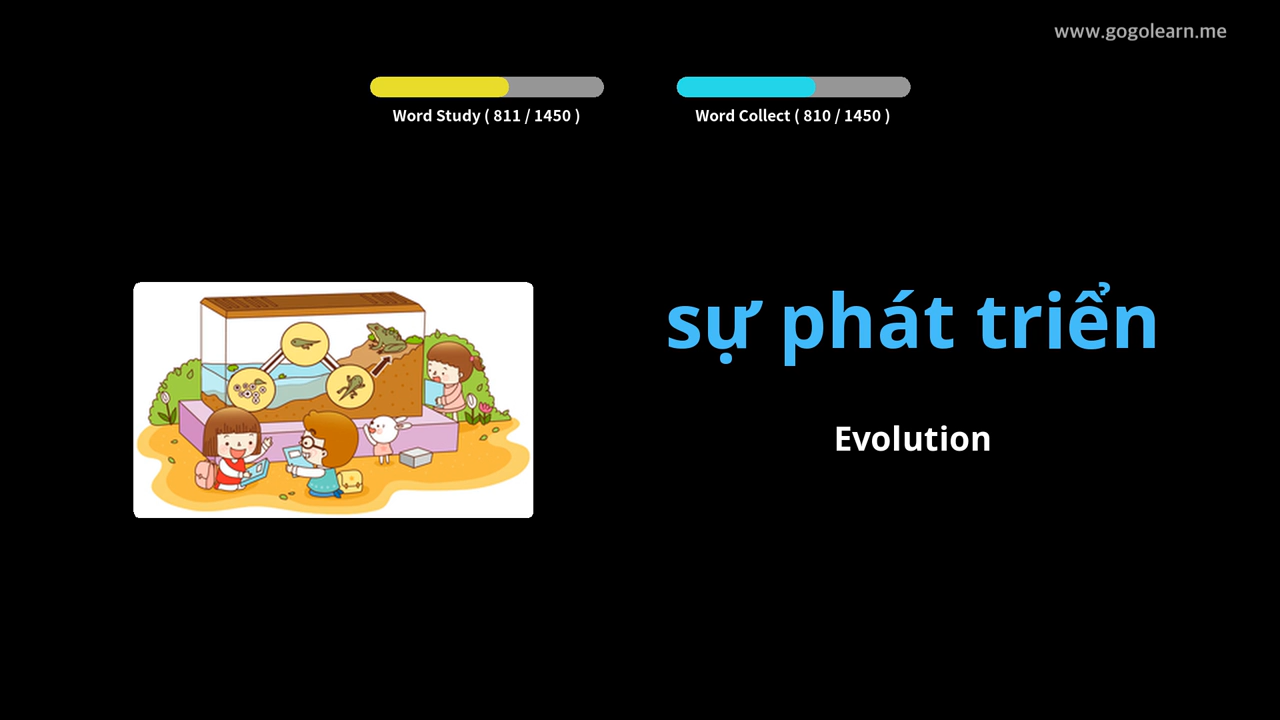 www.gogolearn.me
Word Study ( 811 / 1450 )
Word Collect ( 810 / 1450 )
sự phát triển
Evolution